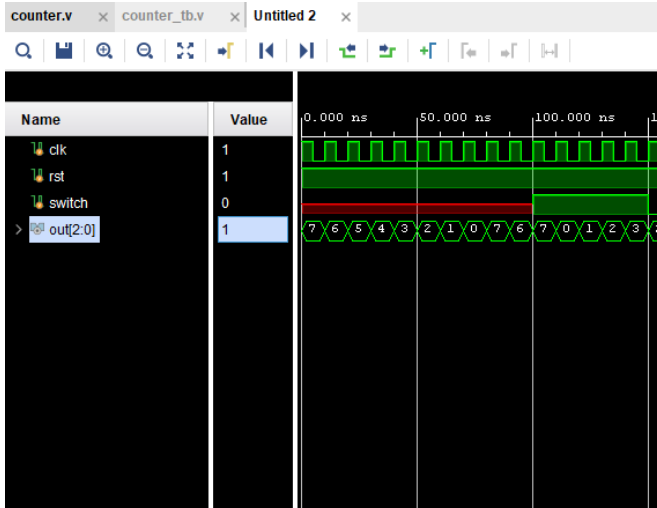 counter.v × counter_tb.v × Untitled 2 ×
Name Value 0.000 ns 50.000 ns 100.000 ns
clk 1
rst 1
switch 0
out[2:0] 1 7 6 5 4 3 2 1 0 7 6 7 0 1 2 3